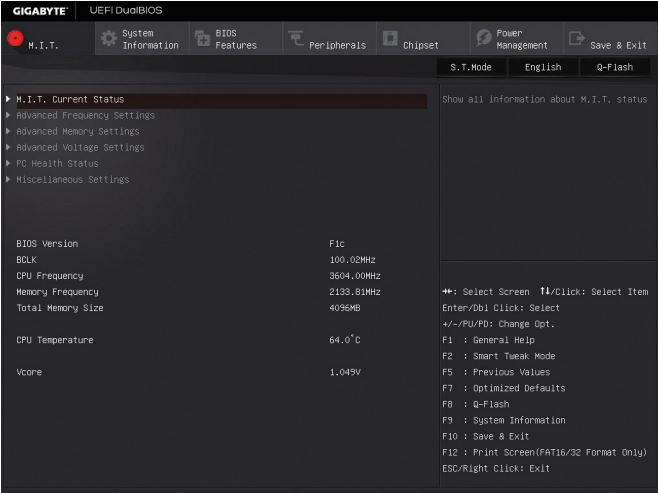 GIGABYTE™ UEFI DualBIOS
M.I.T. System Information BIOS Features Peripherals Chipset Power Management Save & Exit
S.T.Mode English Q-Flash
M.I.T. Current Status
Advanced Frequency Settings
Advanced Memory Settings
Advanced Voltage Settings
PC Health Status
Miscellaneous Settings
Show all information about M.I.T. status
BIOS Version F1c
BCLK 100.02MHz
CPU Frequency 3604.00MHz
Memory Frequency 2133.81MHz
Total Memory Size 4096MB
CPU Temperature 64.0°C
Vcore 1.049V
→←: Select Screen ↑↓/Click: Select Item
Enter/Dbl Click: Select
+/-/PU/PD: Change Opt.
F1 : General Help
F2 : Smart Tweak Mode
F5 : Previous Values
F7 : Optimized Defaults
F8 : Q-Flash
F9 : System Information
F10 : Save & Exit
F12 : Print Screen(FAT16/32 Format Only)
ESC/Right Click: Exit